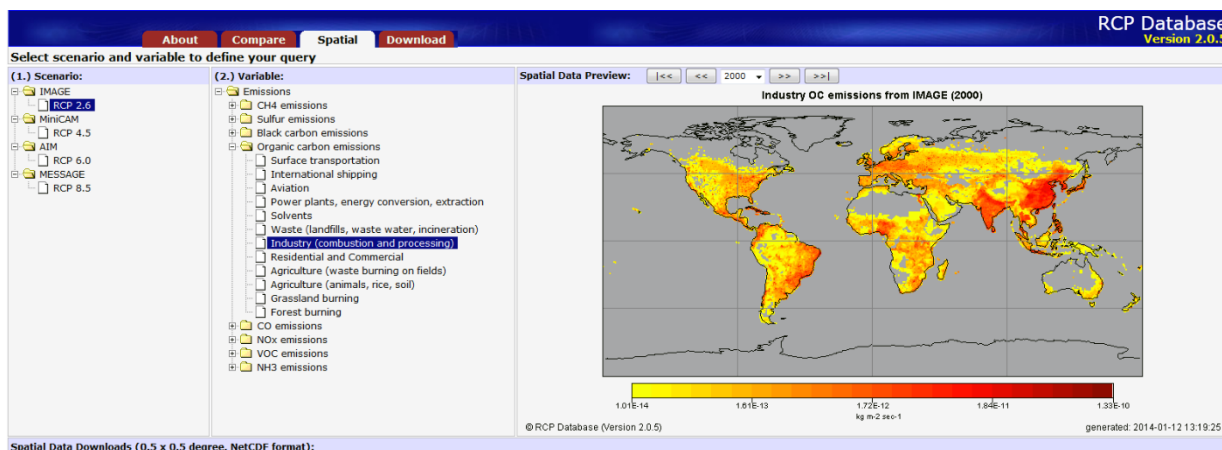 RCP Database
Version 2.0.5
About Compare Spatial Download
Select scenario and variable to define your query
(1.) Scenario:
IMAGE
RCP 2.6
MiniCAM
RCP 4.5
AIM
RCP 6.0
MESSAGE
RCP 8.5
(2.) Variable:
Emissions
CH4 emissions
Sulfur emissions
Black carbon emissions
Organic carbon emissions
Surface transportation
International shipping
Aviation
Power plants, energy conversion, extraction
Solvents
Waste (landfills, waste water, incineration)
Industry (combustion and processing)
Residential and Commercial
Agriculture (waste burning on fields)
Agriculture (animals, rice, soil)
Grassland burning
Forest burning
CO emissions
NOx emissions
VOC emissions
NH3 emissions
Spatial Data Preview: |<< << 2000 >> >>|
Industry OC emissions from IMAGE (2000)
1.01E-14 1.61E-13 1.72E-12 1.84E-11 1.33E-10
kg m-2 sec-1
© RCP Database (Version 2.0.5) generated: 2014-01-12 13:19:25
Spatial Data Downloads (0.5 x 0.5 degree, NetCDF format):